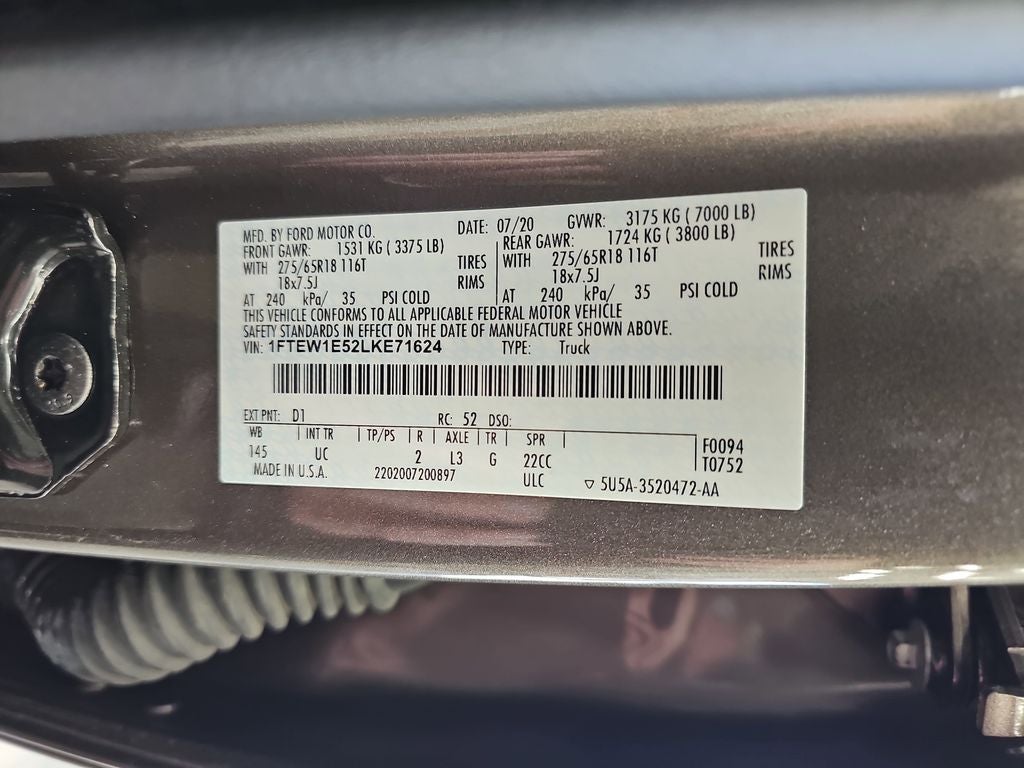 MFD. BY FORD MOTOR CO. DATE: 07/20 GVWR: 3175 KG ( 7000 LB)
FRONT GAWR: 1531 KG ( 3375 LB) REAR GAWR: 1724 KG ( 3800 LB)
WITH 275/65R18 116T TIRES WITH 275/65R18 116T TIRES
18x7.5J RIMS 18x7.5J RIMS
AT 240 kPa/ 35 PSI COLD AT 240 kPa/ 35 PSI COLD
THIS VEHICLE CONFORMS TO ALL APPLICABLE FEDERAL MOTOR VEHICLE
SAFETY STANDARDS IN EFFECT ON THE DATE OF MANUFACTURE SHOWN ABOVE.
VIN: 1FTEW1E52LKE71624 TYPE: Truck
EXT PNT: D1 RC: 52 DSO:
WB | INT TR | TP/PS | R | AXLE | TR | SPR | F0094
145 UC 2 L3 G 22CC T0752
MADE IN U.S.A. 2202007200897 ULC ▽ 5U5A-3520472-AA